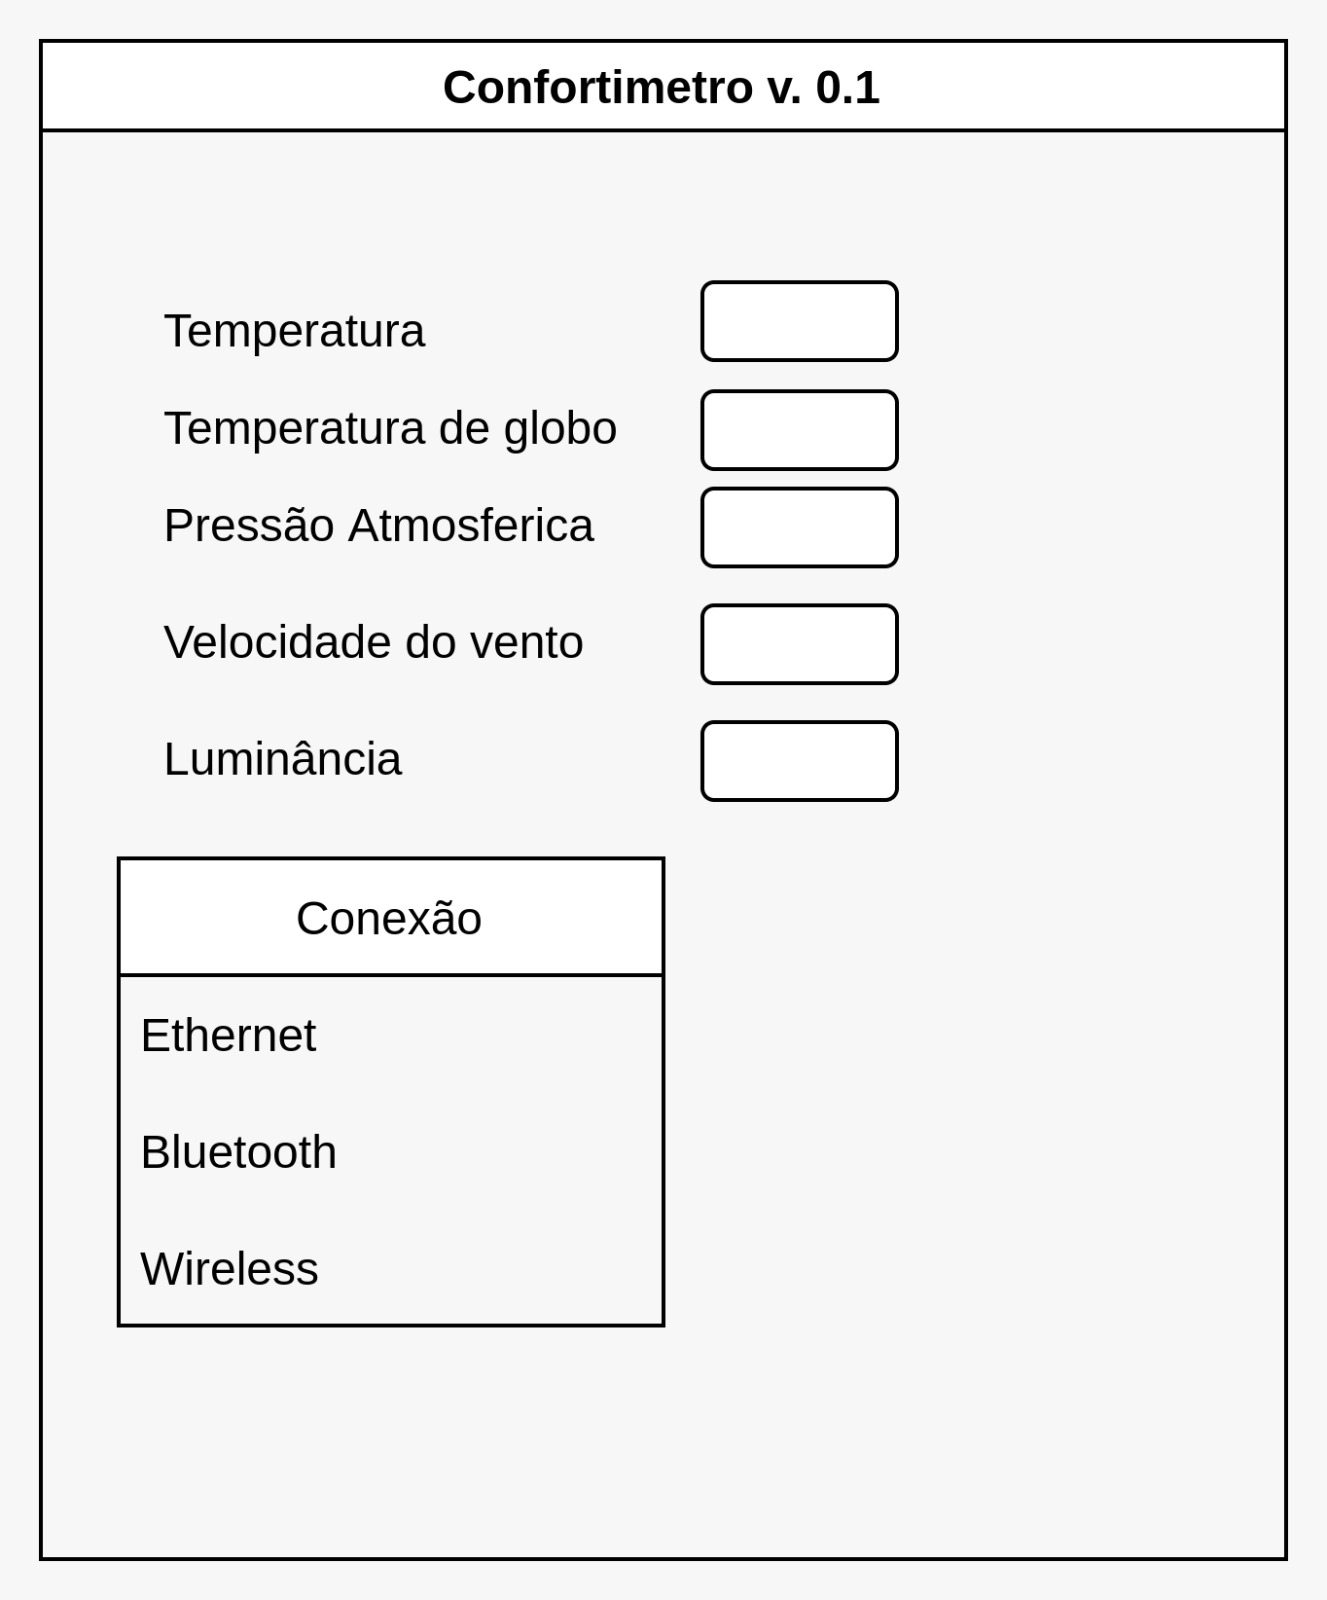 Confortimetro v. 0.1
Temperatura
Temperatura de globo
Pressão Atmosferica
Velocidade do vento
Luminância
Conexão
Ethernet
Bluetooth
Wireless